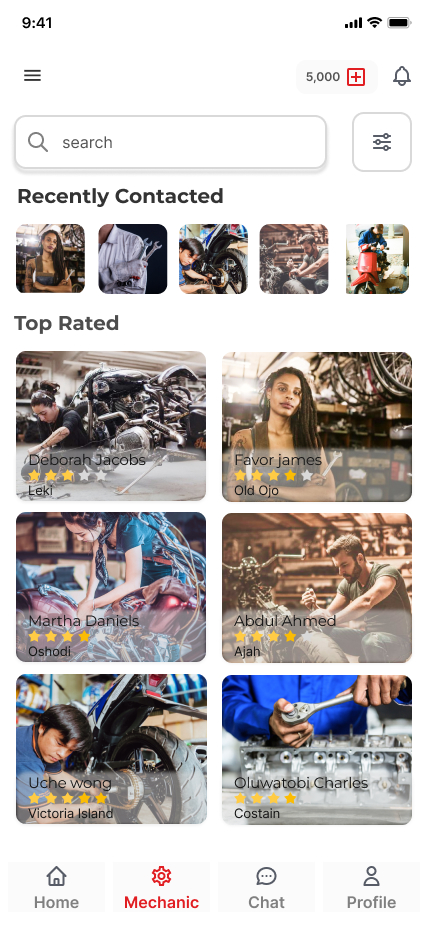 9:41
5,000
search
Recently Contacted
Top Rated
Deborah Jacobs
Leki
Favor james
Old Ojo
Martha Daniels
Oshodi
Abdul Ahmed
Ajah
Uche wong
Victoria Island
Oluwatobi Charles
Costain
Home
Mechanic
Chat
Profile